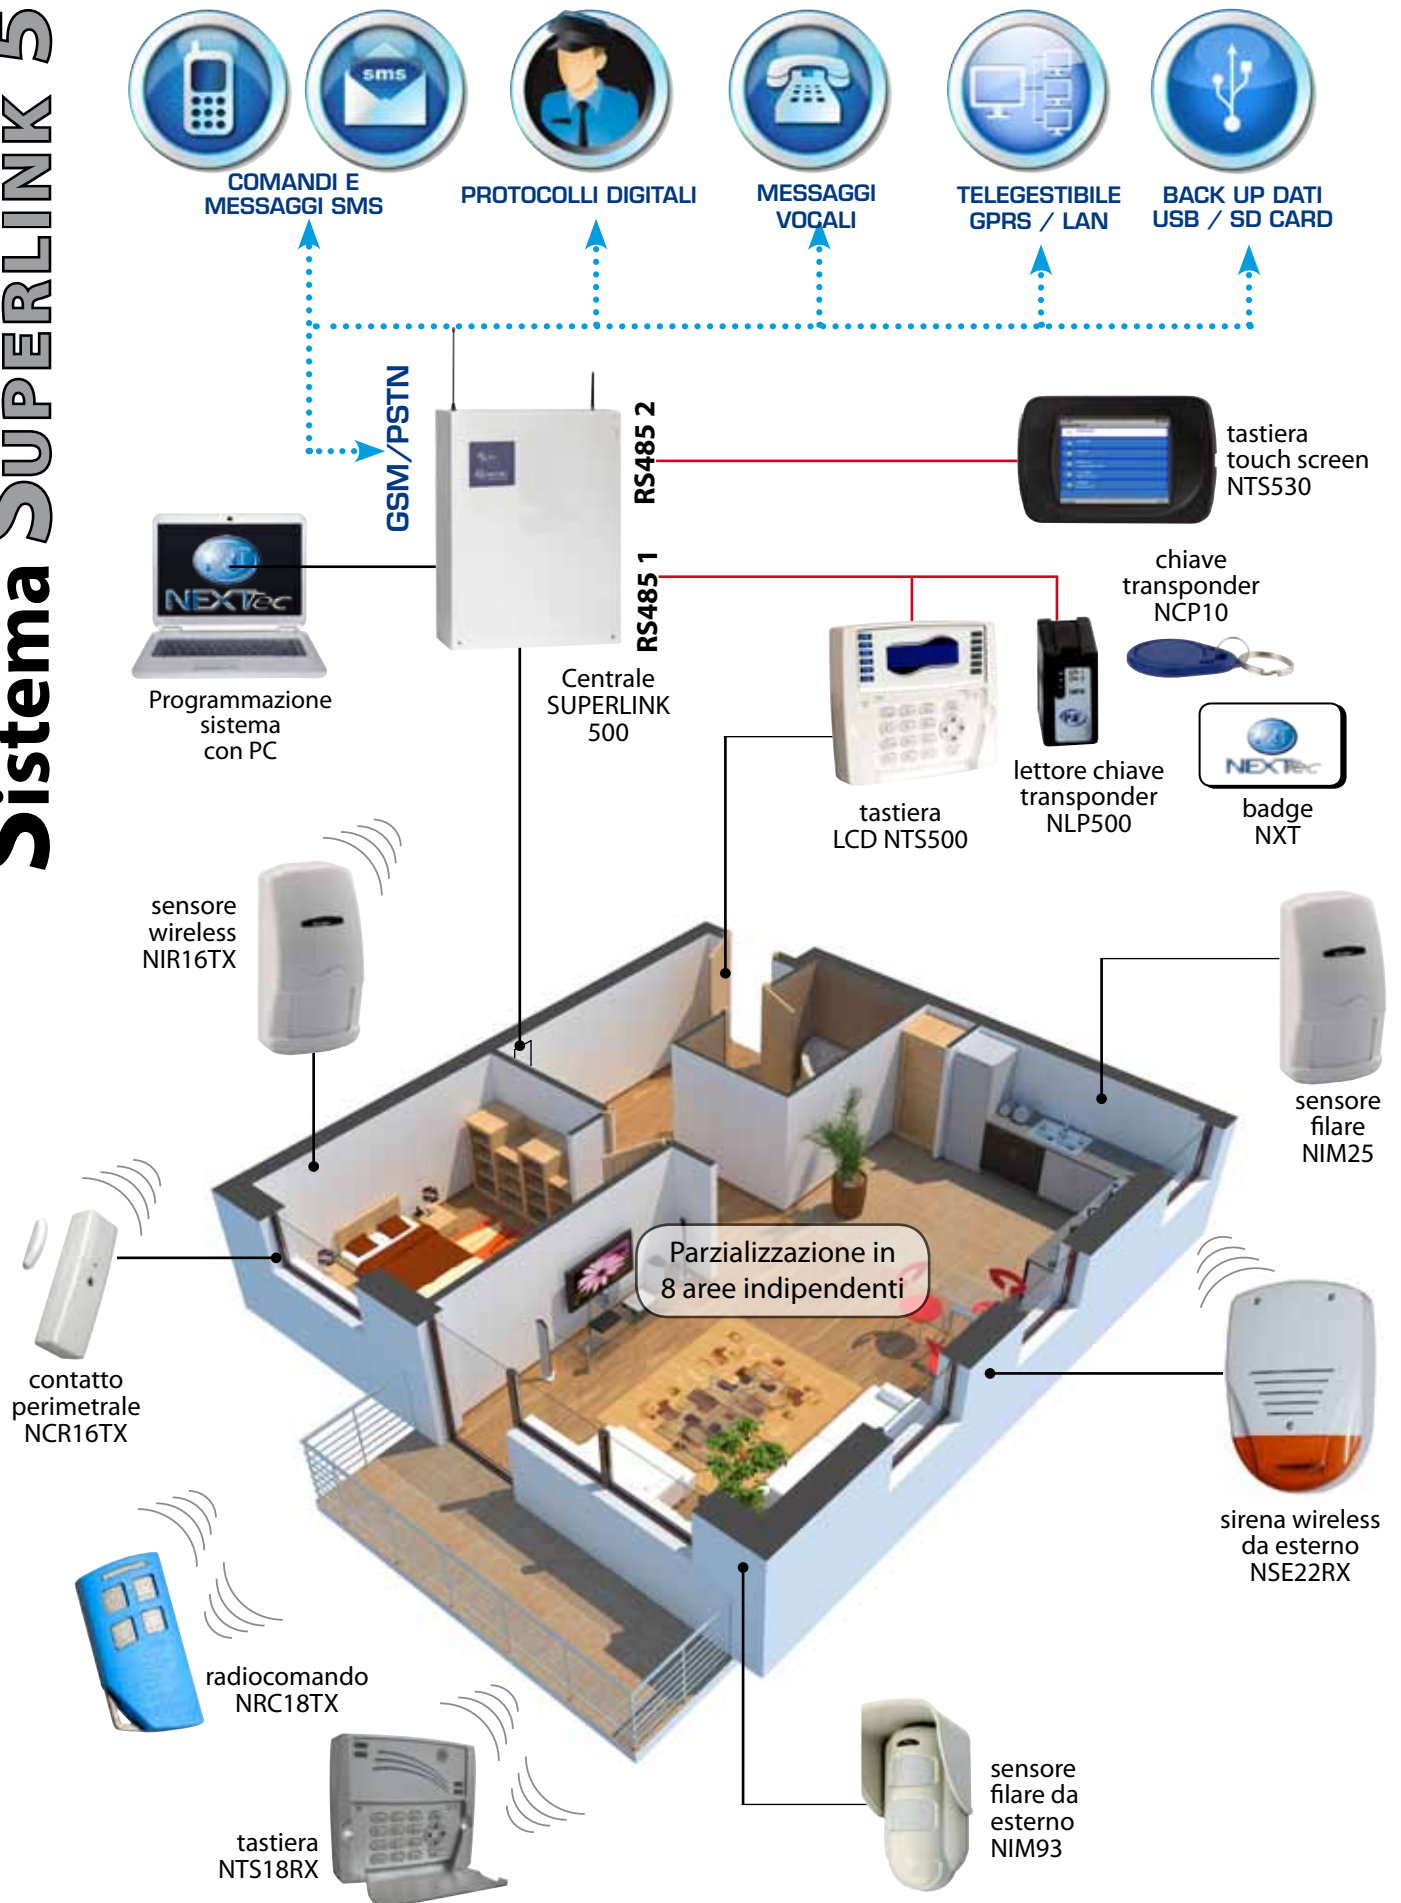 Sistema SUPERLINK 5
sms
COMANDI E
MESSAGGI SMS
PROTOCOLLI DIGITALI
MESSAGGI
VOCALI
TELEGESTIBILE
GPRS / LAN
BACK UP DATI
USB / SD CARD
GSM/PSTN
RS485 2
RS485 1
tastiera
touch screen
NTS530
NEXTtec
Programmazione
sistema
con PC
Centrale
SUPERLINK
500
chiave
transponder
NCP10
tastiera
LCD NTS500
lettore chiave
transponder
NLP500
NEXTtec
badge
NXT
sensore
wireless
NIR16TX
sensore
filare
NIM25
Parzializzazione in
8 aree indipendenti
contatto
perimetrale
NCR16TX
sirena wireless
da esterno
NSE22RX
radiocomando
NRC18TX
tastiera
NTS18RX
sensore
filare da
esterno
NIM93